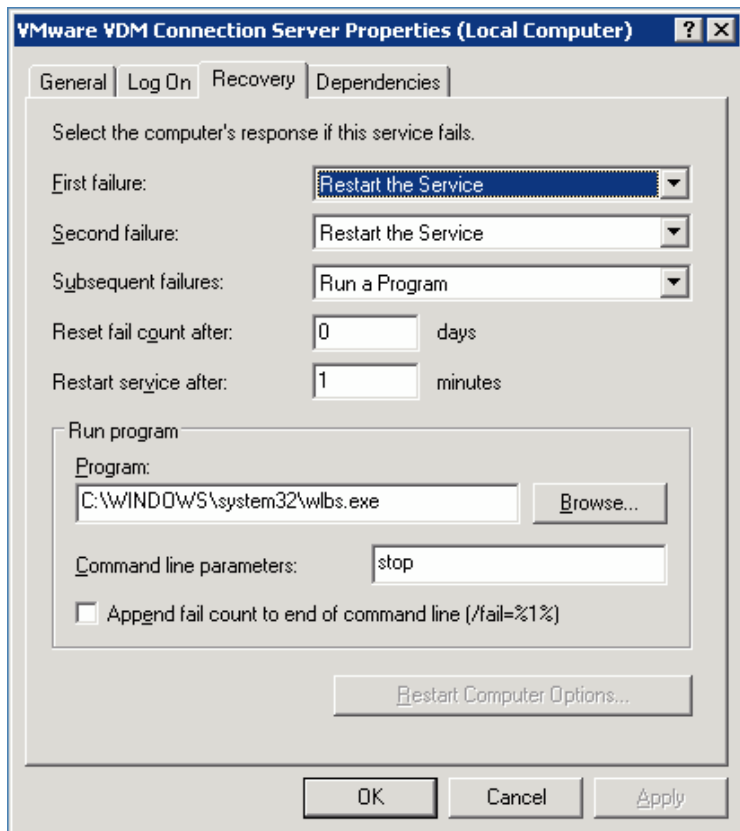 VMware VDM Connection Server Properties (Local Computer)
General Log On Recovery Dependencies
Select the computer's response if this service fails.
First failure: Restart the Service
Second failure: Restart the Service
Subsequent failures: Run a Program
Reset fail count after: 0 days
Restart service after: 1 minutes
Run program
Program:
C:\WINDOWS\system32\wlbs.exe Browse...
Command line parameters: stop
Append fail count to end of command line (/fail=%1%)
Restart Computer Options...
OK Cancel Apply